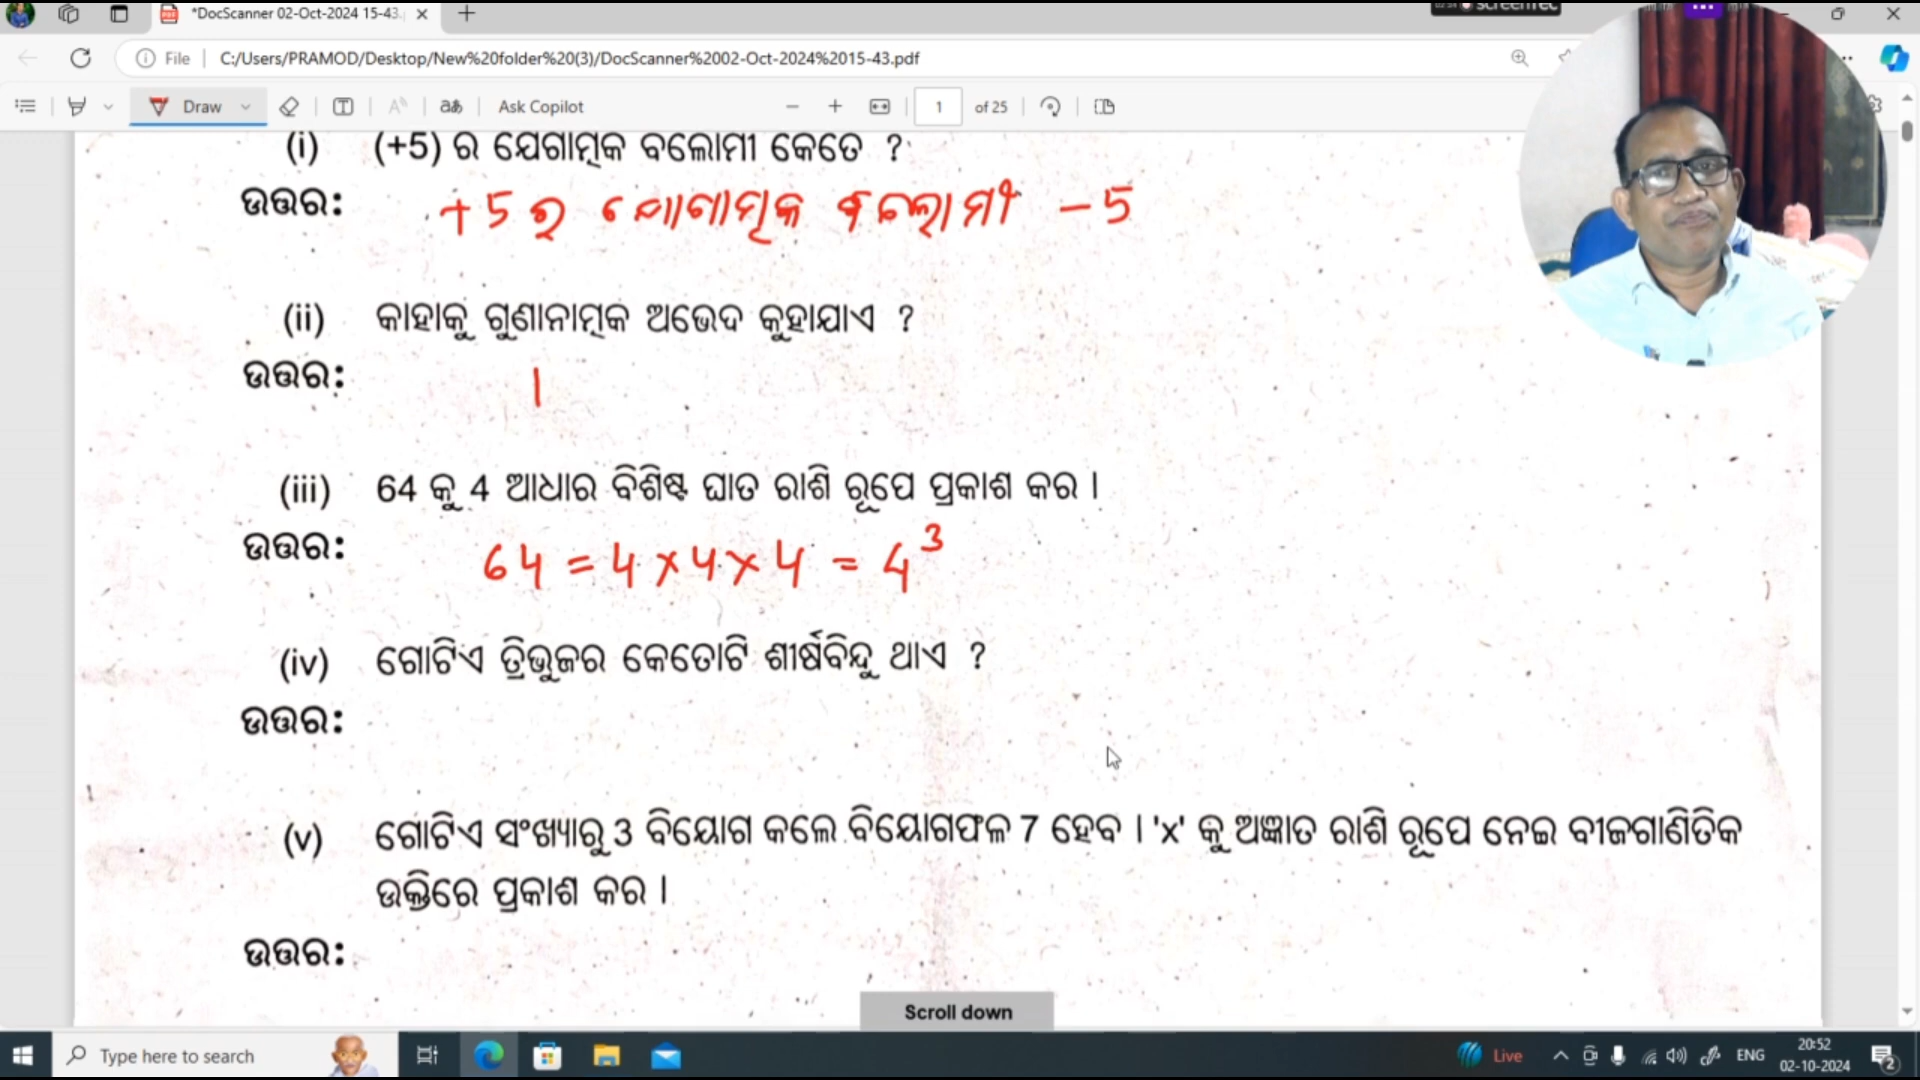 *DocScanner 02-Oct-2024 15-43.
File C:/Users/PRAMOD/Desktop/New%20folder%20(3)/DocScanner%2002-Oct-2024%2015-43.pdf
Draw Ask Copilot 1 of 25
(i) (+5) ର ଯେଗାତ୍ମକ ବିଲୋମୀ କେତେ ?
ଉତ୍ତର: +5 ର ଯୋଗାତ୍ମକ ବିଲୋମୀ -5
(ii) କାହାକୁ ଗୁଣାନାତ୍ମକ ଅଭେଦ କୁହାଯାଏ ?
ଉତ୍ତର: 1
(iii) 64 କୁ 4 ଆଧାର ବିଶିଷ୍ଟ ଘାତ ରାଶି ରୂପେ ପ୍ରକାଶ କର ।
ଉତ୍ତର: 64 = 4 × 4 × 4 = 4³
(iv) ଗୋଟିଏ ତ୍ରିଭୁଜର କେତୋଟି ଶୀର୍ଷବିନ୍ଦୁ ଥାଏ ?
ଉତ୍ତର:
(v) ଗୋଟିଏ ସଂଖ୍ୟାରୁ 3 ବିୟୋଗ କଲେ ବିୟୋଗଫଳ 7 ହେବ । 'x' କୁ ଅଜ୍ଞାତ ରାଶି ରୂପେ ନେଇ ବୀଜଗାଣିତିକ
ଉକ୍ତିରେ ପ୍ରକାଶ କର ।
ଉତ୍ତର:
Scroll down
Type here to search Live ENG 20:52
02-10-2024 2